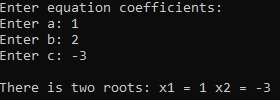 Enter equation coefficients:
Enter a: 1
Enter b: 2
Enter c: -3
There is two roots: x1 = 1 x2 = -3